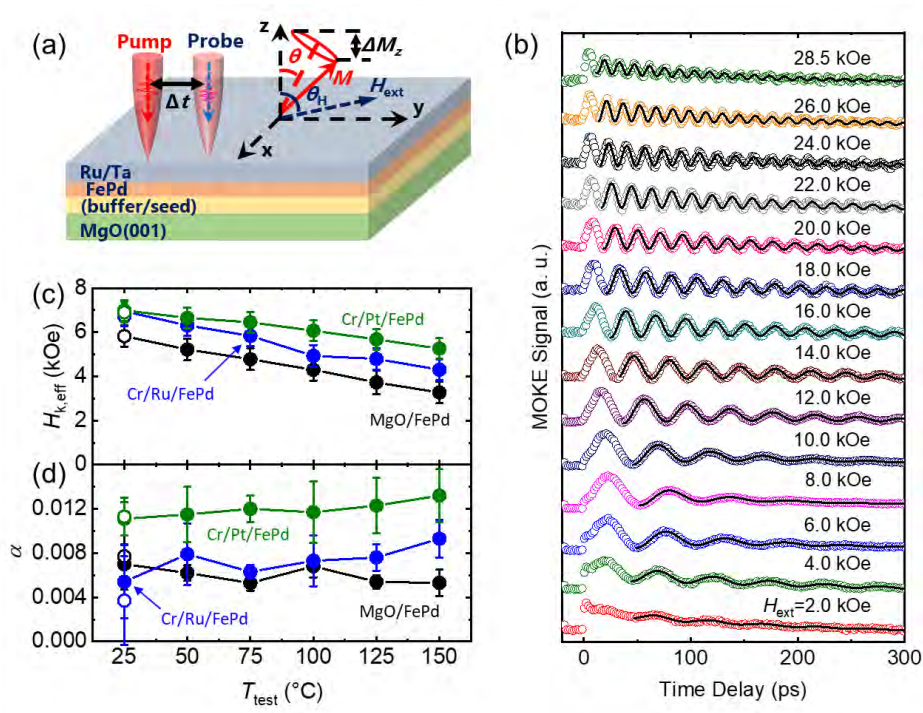 (a)
Pump
Probe
Δt
z
θ
M
ΔMz
θH
Hext
y
x
Ru/Ta
FePd
(buffer/seed)
MgO(001)
(b)
MOKE Signal (a. u.)
28.5 kOe
26.0 kOe
24.0 kOe
22.0 kOe
20.0 kOe
18.0 kOe
16.0 kOe
14.0 kOe
12.0 kOe
10.0 kOe
8.0 kOe
6.0 kOe
4.0 kOe
Hext=2.0 kOe
0 100 200 300
Time Delay (ps)
(c)
Hk,eff (kOe)
8
6
4
2
0
Cr/Pt/FePd
Cr/Ru/FePd
MgO/FePd
(d)
α
0.012
0.008
0.004
0.000
Cr/Pt/FePd
Cr/Ru/FePd
MgO/FePd
25 50 75 100 125 150
Ttest (°C)